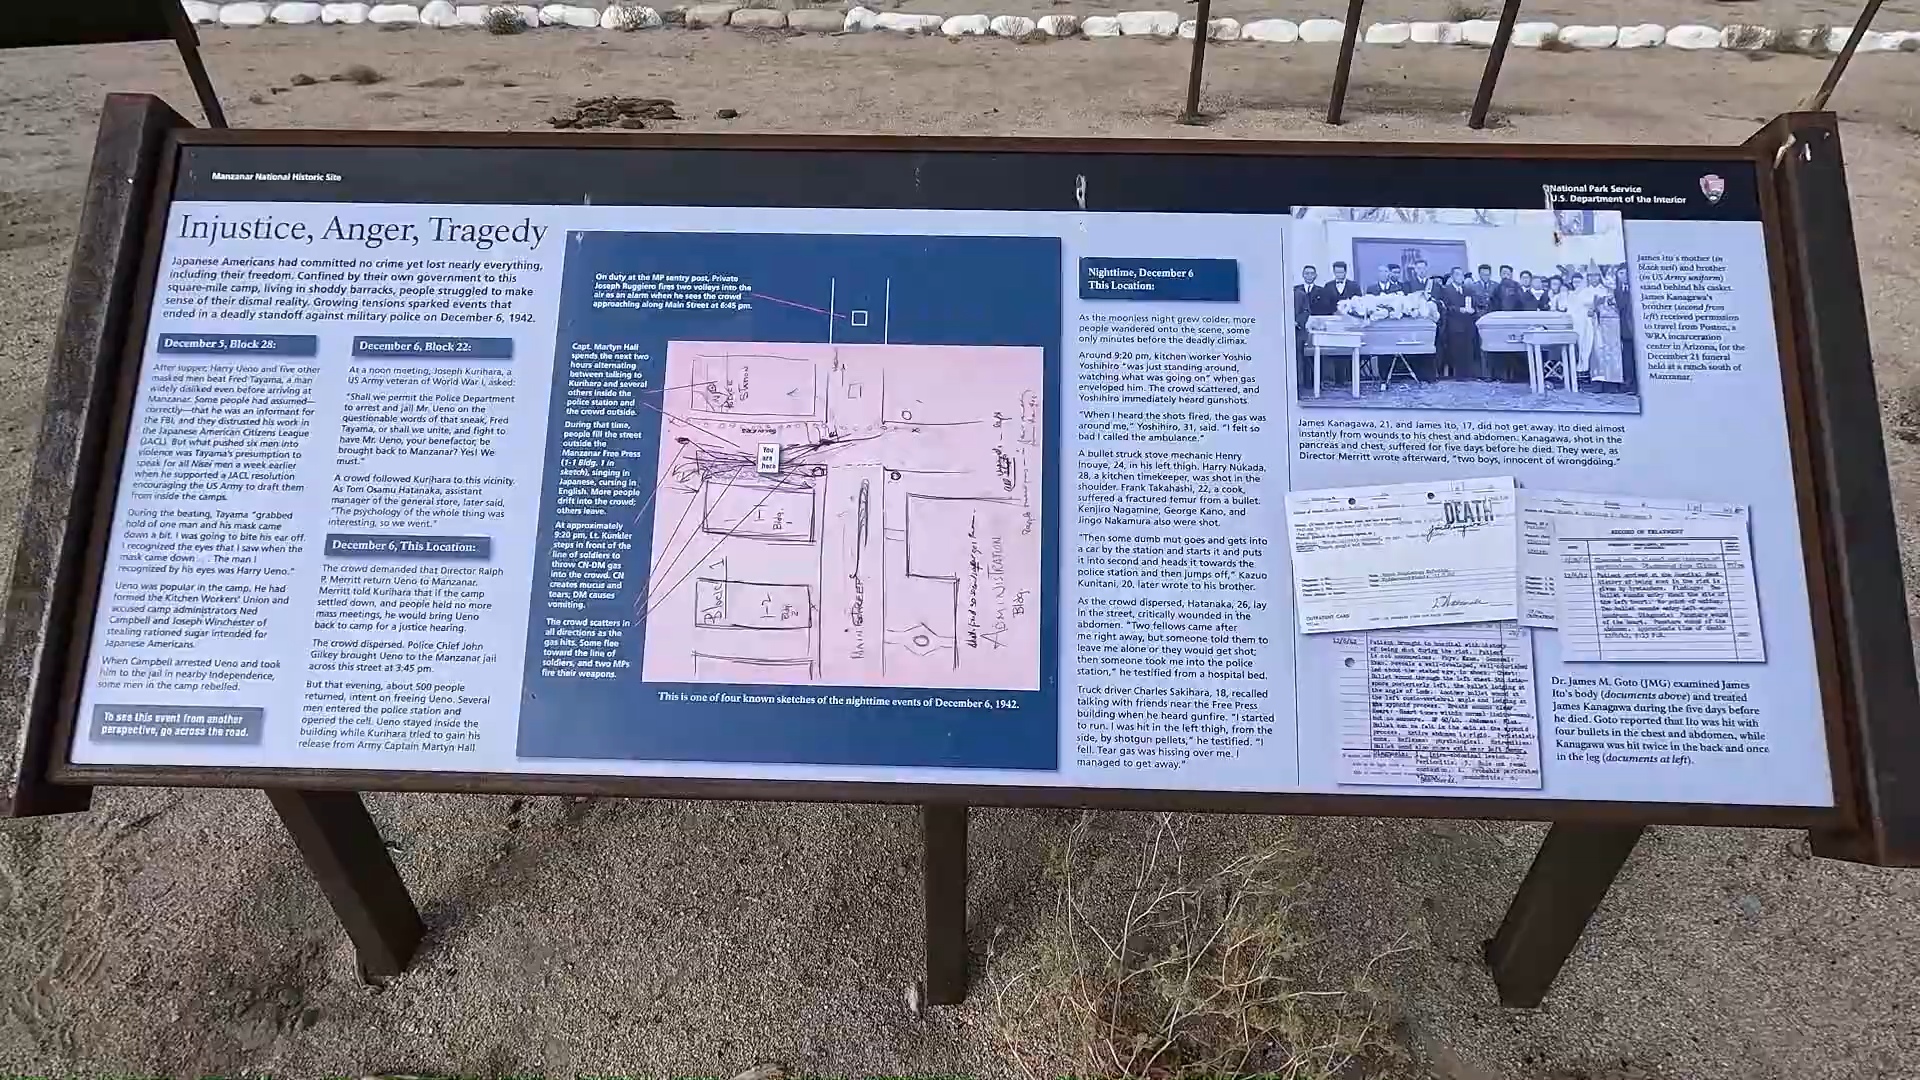 Manzanar National Historic Site
National Park Service
U.S. Department of the Interior
Injustice, Anger, Tragedy
Japanese Americans had committed no crime yet lost nearly everything,
including their freedom. Confined by their own government to this
square-mile camp, living in shoddy barracks, people struggled to make
sense of their dismal reality. Growing tensions sparked events that
ended in a deadly standoff against military police on December 6, 1942.
December 5, Block 28:
After supper, Harry Ueno and five other
masked men beat Fred Tayama, a man
widely disliked even before arriving at
Manzanar. Some people had assumed—
correctly—that he was an informant for
the FBI, and they distrusted his work in
the Japanese American Citizens League
(JACL). But what pushed six men into
violence was Tayama's presumption to
speak for all Nisei men a week earlier
when he supported a JACL resolution
encouraging the US Army to draft them
from inside the camps.
During the beating, Tayama "grabbed
hold of one man and his mask came
down a bit. I was going to bite his ear off.
I recognized the eyes that I saw when the
mask came down . . . The man I
recognized by his eyes was Harry Ueno."
Ueno was popular in the camp. He had
formed the Kitchen Workers' Union and
accused camp administrators Ned
Campbell and Joseph Winchester of
stealing rationed sugar intended for
Japanese Americans.
When Campbell arrested Ueno and took
him to the jail in nearby Independence,
some men in the camp rebelled.
To see this event from another
perspective, go across the road.
December 6, Block 22:
At a noon meeting, Joseph Kurihara, a
US Army veteran of World War I, asked:
"Shall we permit the Police Department
to arrest and jail Mr. Ueno on the
questionable words of that sneak, Fred
Tayama, or shall we unite, and fight to
have Mr. Ueno, your benefactor, be
brought back to Manzanar? Yes! We
must."
A crowd followed Kurihara to this vicinity.
As Tom Osamu Hatanaka, assistant
manager of the general store, later said,
"The psychology of the whole thing was
interesting, so we went."
December 6, This Location:
The crowd demanded that Director Ralph
P. Merritt return Ueno to Manzanar.
Merritt told Kurihara that if the camp
settled down, and people held no more
mass meetings, he would bring Ueno
back to camp for a justice hearing.
The crowd dispersed. Police Chief John
Gilkey brought Ueno to the Manzanar jail
across this street at 3:45 pm.
But that evening, about 500 people
returned, intent on freeing Ueno. Several
men entered the police station and
opened the cell. Ueno stayed inside the
building while Kurihara tried to gain his
release from Army Captain Martyn Hall.
On duty at the MP sentry post, Private
Joseph Ruggiero fires two volleys into the
air as an alarm when he sees the crowd
approaching along Main Street at 6:45 pm.
Capt. Martyn Hall
spends the next two
hours alternating
between talking to
Kurihara and several
others inside the
police station and
the crowd outside.
During that time,
people fill the street
outside the
Manzanar Free Press
(1-1 Bldg. 1 in
sketch), singing in
Japanese, cursing in
English. More people
drift into the crowd;
others leave.
At approximately
9:20 pm, Lt. Kunkler
steps in front of the
line of soldiers to
throw CN-DM gas
into the crowd. CN
creates mucus and
tears; DM causes
vomiting.
The crowd scatters in
all directions as the
gas hits. Some flee
toward the line of
soldiers, and two MPs
fire their weapons.
POLICE
STATION
You
are
here
1-1
Bldg.
1
Block 1
1-2
Bldg
2
MAIN STREET
ADMINISTRATION
Bldg.
This is one of four known sketches of the nighttime events of December 6, 1942.
Nighttime, December 6
This Location:
As the moonless night grew colder, more
people wandered onto the scene, some
only minutes before the deadly climax.
Around 9:20 pm, kitchen worker Yoshio
Yoshihiro "was just standing around,
watching what was going on" when gas
enveloped him. The crowd scattered, and
Yoshihiro immediately heard gunshots.
"When I heard the shots fired, the gas was
around me," Yoshihiro, 31, said. "I felt so
bad I called the ambulance."
A bullet struck stove mechanic Henry
Inouye, 24, in his left thigh. Harry Nukada,
28, a kitchen timekeeper, was shot in the
shoulder. Frank Takahashi, 22, a cook,
suffered a fractured femur from a bullet.
Kenjiro Nagamine, George Kano, and
Jingo Nakamura also were shot.
"Then some dumb mut goes and gets into
a car by the station and starts it and puts
it into second and heads it towards the
police station and then jumps off," Kazuo
Kunitani, 20, later wrote to his brother.
As the crowd dispersed, Hatanaka, 26, lay
in the street, critically wounded in the
abdomen. "Two fellows came after
me right away, but someone told them to
leave me alone or they would get shot;
then someone took me into the police
station," he testified from a hospital bed.
Truck driver Charles Sakihara, 18, recalled
talking with friends near the Free Press
building when he heard gunfire. "I started
to run. I was hit in the left thigh, from the
side, by shotgun pellets," he testified. "I
fell. Tear gas was hissing over me. I
managed to get away."
James Ito's mother (in
black veil) and brother
(in US Army uniform)
stand behind his casket.
James Kanagawa's
brother (second from
left) received permission
to travel from Poston, a
WRA incarceration
center in Arizona, for the
December 21 funeral
held at a ranch south of
Manzanar.
James Kanagawa, 21, and James Ito, 17, did not get away. Ito died almost
instantly from wounds to his chest and abdomen. Kanagawa, shot in the
pancreas and chest, suffered for five days before he died. They were, as
Director Merritt wrote afterward, "two boys, innocent of wrongdoing."
DEATH
OUTPATIENT CARD
RECORD OF TREATMENT
Dr. James M. Goto (JMG) examined James
Ito's body (documents above) and treated
James Kanagawa during the five days before
he died. Goto reported that Ito was hit with
four bullets in the chest and abdomen, while
Kanagawa was hit twice in the back and once
in the leg (documents at left).